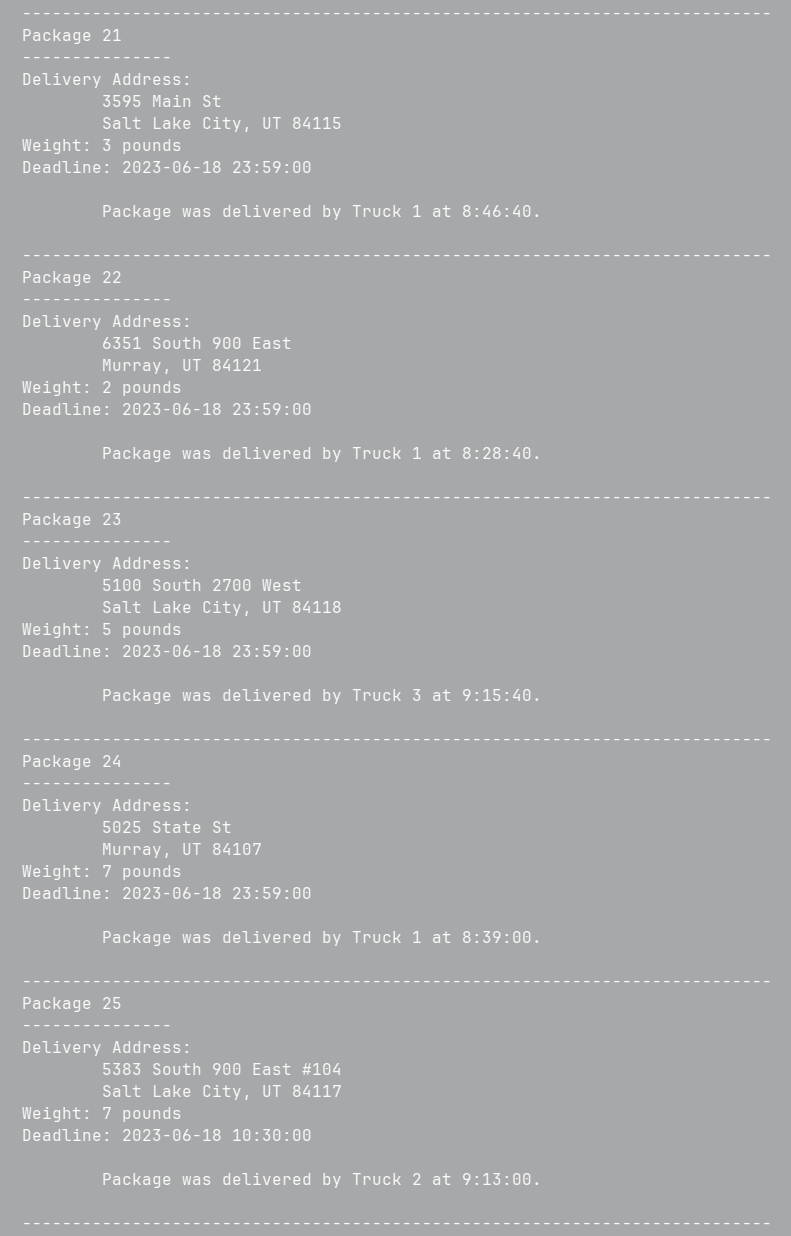 ---------------------------------------------------------------------------
Package 21
---------------
Delivery Address:
        3595 Main St
        Salt Lake City, UT 84115
Weight: 3 pounds
Deadline: 2023-06-18 23:59:00

        Package was delivered by Truck 1 at 8:46:40.

---------------------------------------------------------------------------
Package 22
---------------
Delivery Address:
        6351 South 900 East
        Murray, UT 84121
Weight: 2 pounds
Deadline: 2023-06-18 23:59:00

        Package was delivered by Truck 1 at 8:28:40.

---------------------------------------------------------------------------
Package 23
---------------
Delivery Address:
        5100 South 2700 West
        Salt Lake City, UT 84118
Weight: 5 pounds
Deadline: 2023-06-18 23:59:00

        Package was delivered by Truck 3 at 9:15:40.

---------------------------------------------------------------------------
Package 24
---------------
Delivery Address:
        5025 State St
        Murray, UT 84107
Weight: 7 pounds
Deadline: 2023-06-18 23:59:00

        Package was delivered by Truck 1 at 8:39:00.

---------------------------------------------------------------------------
Package 25
---------------
Delivery Address:
        5383 South 900 East #104
        Salt Lake City, UT 84117
Weight: 7 pounds
Deadline: 2023-06-18 10:30:00

        Package was delivered by Truck 2 at 9:13:00.

---------------------------------------------------------------------------